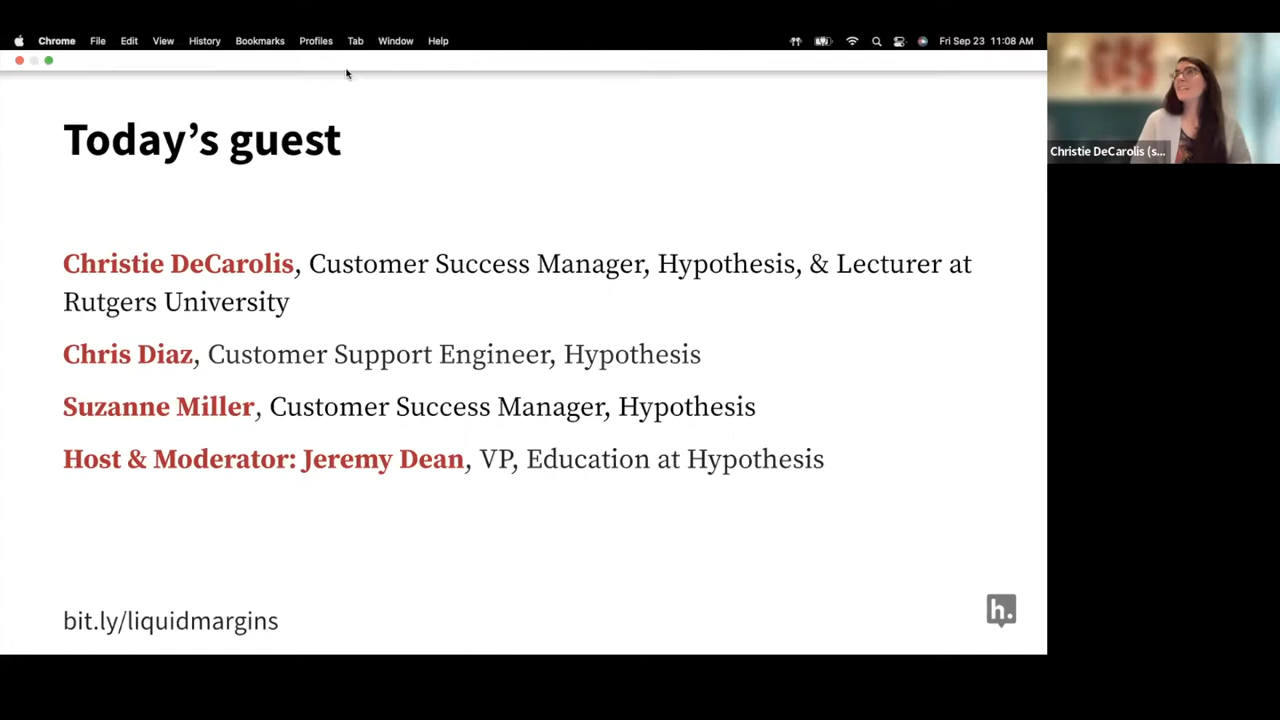 Chrome File Edit View History Bookmarks Profiles Tab Window Help Fri Sep 23 11:08 AM
Today's guest
Christie DeCarolis, Customer Success Manager, Hypothesis, & Lecturer at
Rutgers University
Chris Diaz, Customer Support Engineer, Hypothesis
Suzanne Miller, Customer Success Manager, Hypothesis
Host & Moderator: Jeremy Dean, VP, Education at Hypothesis
bit.ly/liquidmargins
h.
Christie DeCarolis (s...